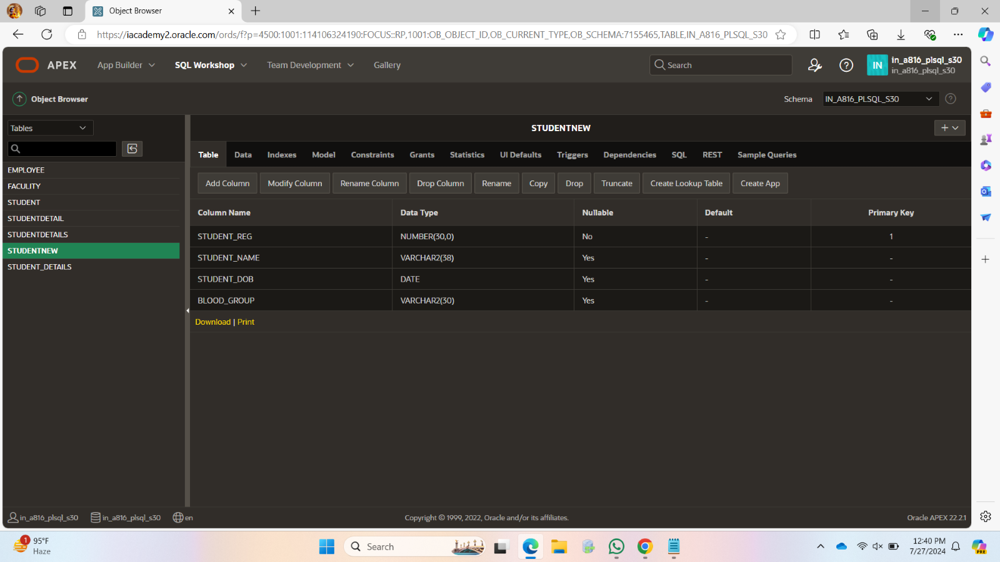 Object Browser
https://iacademy2.oracle.com/ords/f?p=4500:1001:114106324190:FOCUS::RP,1001:OB_OBJECT_ID,OB_CURRENT_TYPE,OB_SCHEMA:7155465,TABLE,IN_A816_PLSQL_S30
APEX App Builder SQL Workshop Team Development Gallery Search IN in_a816_plsql_s30
in_a816_plsql_s30
Object Browser Schema IN_A816_PLSQL_S30
Tables STUDENTNEW
Table Data Indexes Model Constraints Grants Statistics UI Defaults Triggers Dependencies SQL REST Sample Queries
EMPLOYEE
FACULITY
STUDENT
STUDENTDETAIL
STUDENTDETAILS
STUDENTNEW
STUDENT_DETAILS
Add Column Modify Column Rename Column Drop Column Rename Copy Drop Truncate Create Lookup Table Create App
Column Name Data Type Nullable Default Primary Key
STUDENT_REG NUMBER(30,0) No - 1
STUDENT_NAME VARCHAR2(38) Yes - -
STUDENT_DOB DATE Yes - -
BLOOD_GROUP VARCHAR2(30) Yes - -
Download | Print
in_a816_plsql_s30 in_a816_plsql_s30 en Copyright © 1999, 2022, Oracle and/or its affiliates. Oracle APEX 22.2.1
1 95°F
Haze
Search
12:40 PM
7/27/2024
PRE